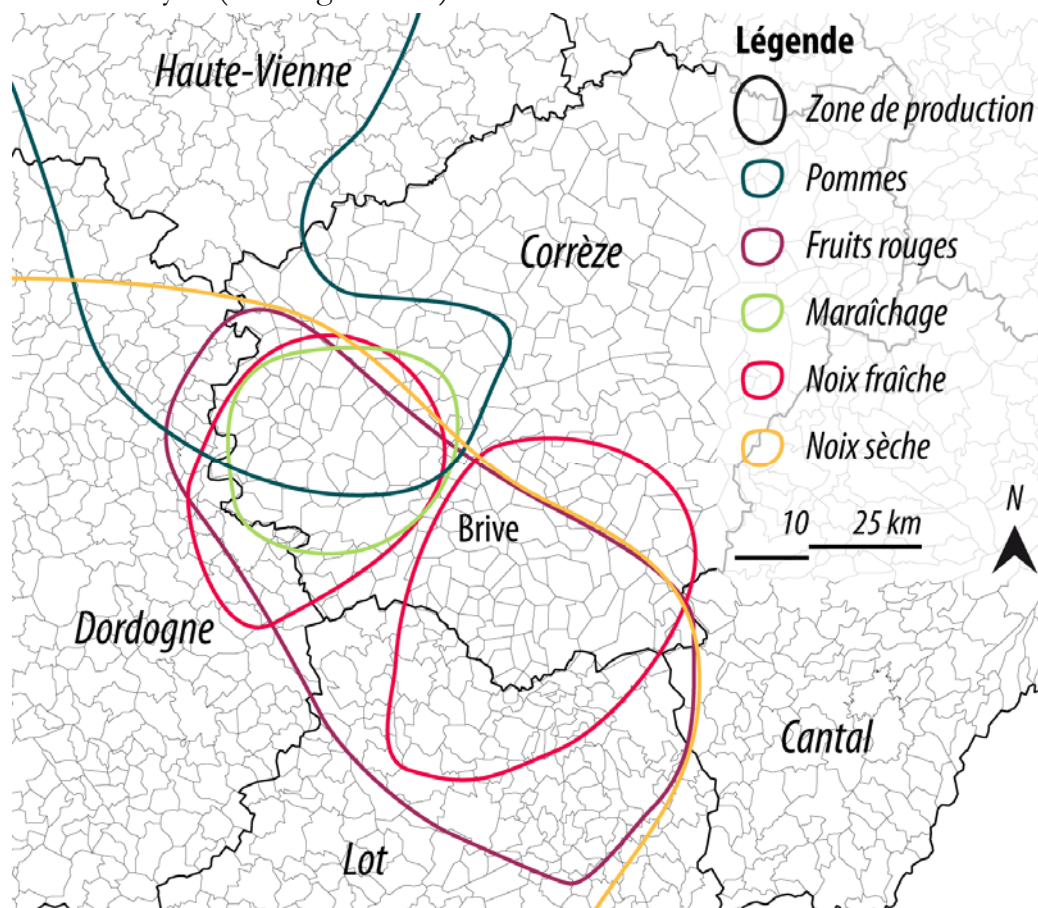 Haute-Vienne
Corrèze
Brive
Dordogne
Cantal
Lot
Légende
Zone de production
Pommes
Fruits rouges
Maraîchage
Noix fraîche
Noix sèche
10 25 km
N